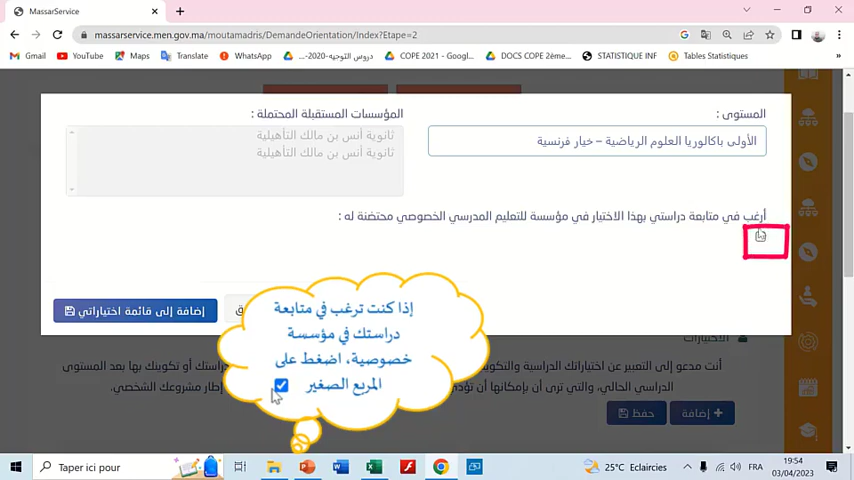 MassarService
massarservice.men.gov.ma/moutamadris/DemandeOrientation/Index?Etape=2
Gmail
YouTube
Maps
Translate
WhatsApp
دروس التوجيه-2020-...
COPE 2021 - Googl...
DOCS COPE 2ème...
STATISTIQUE INF
Tables Statistiques
المستوى :
الأولى باكالوريا العلوم الرياضية – خيار فرنسية
المؤسسات المستقبلة المحتملة :
ثانوية أنس بن مالك التأهيلية
ثانوية أنس بن مالك التأهيلية
أرغب في متابعة دراستي بهذا الاختيار في مؤسسة للتعليم المدرسي الخصوصي محتضنة له :
إضافة إلى قائمة اختياراتي
إذا كنت ترغب في متابعة
دراستك في مؤسسة
خصوصية، اضغط على
المربع الصغير
الاختيارات
أنت مدعو إلى التعبير عن اختياراتك الدراسية والتكوي
راستك أو تكوينك بها بعد المستوى
الدراسي الحالي، والتي ترى أن بإمكانها أن تؤد
إطار مشروعك الشخصي.
+ إضافة
حفظ
Taper ici pour
25°C Eclaircies
FRA
19:54
03/04/2023